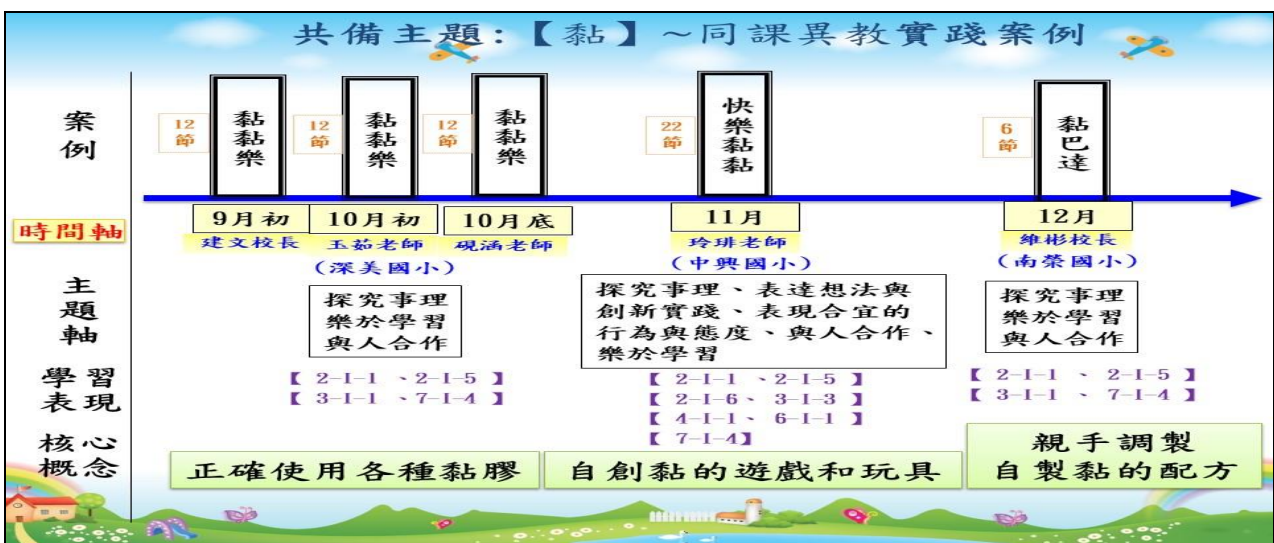 共備主題:【黏】~同課異教實踐案例
案例
12節
黏黏樂
12節
黏黏樂
12節
黏黏樂
22節
快樂黏黏
6節
黏巴達
時間軸
9月初
10月初
10月底
11月
12月
建文校長
玉茹老師
硯涵老師
玲琲老師
維彬校長
(深美國小)
(中興國小)
(南榮國小)
主題軸
探究事理
樂於學習
與人合作
探究事理、表達想法與
創新實踐、表現合宜的
行為與態度、與人合作、
樂於學習
探究事理
樂於學習
與人合作
學習表現
【 2-I-1 、2-I-5 】
【 3-I-1 、7-I-4 】
【 2-I-1 、2-I-5 】
【 2-I-6、 3-I-3 】
【 4-I-1、 6-I-1 】
【 7-I-4】
【 2-I-1 、 2-I-5 】
【 3-I-1 、 7-I-4 】
核心概念
正確使用各種黏膠
自創黏的遊戲和玩具
親手調製
自製黏的配方